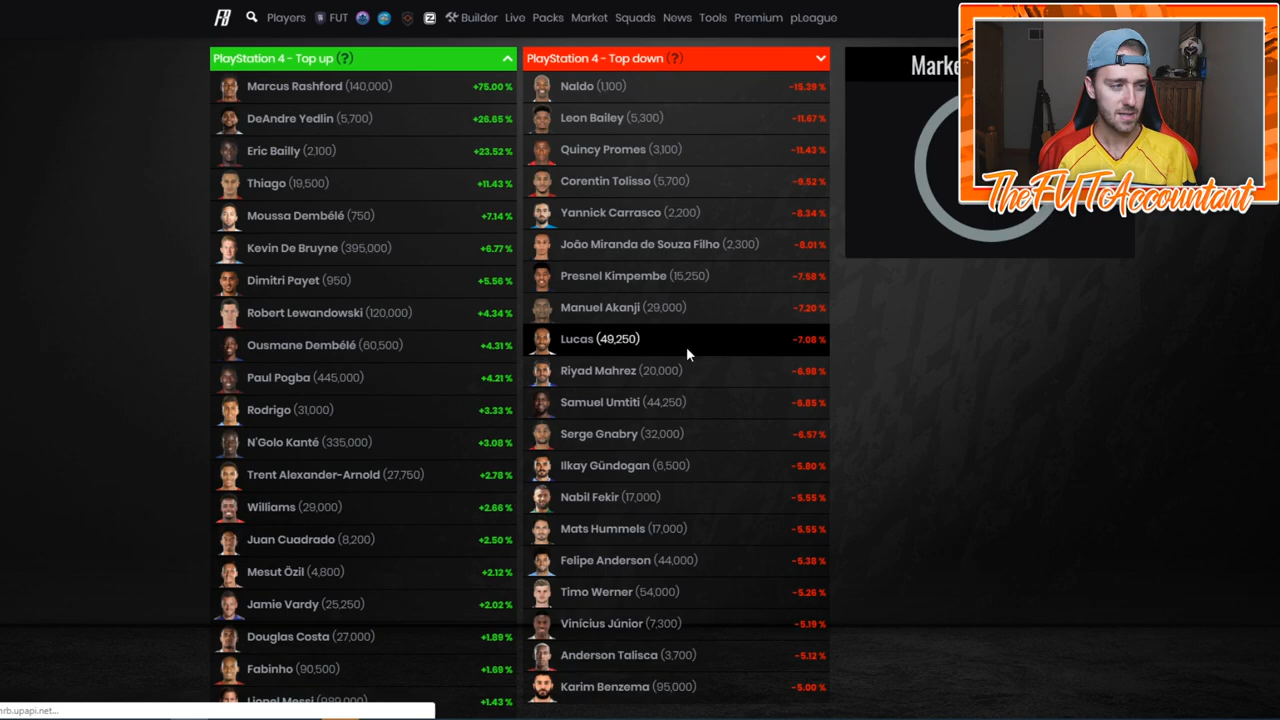 FB Players FUT Z Builder Live Packs Market Squads News Tools Premium pLeague
PlayStation 4 - Top up (?)
Marcus Rashford (140,000) +75.00 %
DeAndre Yedlin (5,700) +26.65 %
Eric Bailly (2,100) +23.52 %
Thiago (19,500) +11.43 %
Moussa Dembélé (750) +7.14 %
Kevin De Bruyne (395,000) +6.77 %
Dimitri Payet (950) +5.56 %
Robert Lewandowski (120,000) +4.34 %
Ousmane Dembélé (60,500) +4.31 %
Paul Pogba (445,000) +4.21 %
Rodrigo (31,000) +3.33 %
N'Golo Kanté (335,000) +3.08 %
Trent Alexander-Arnold (27,750) +2.78 %
Williams (29,000) +2.66 %
Juan Cuadrado (8,200) +2.50 %
Mesut Özil (4,800) +2.12 %
Jamie Vardy (25,250) +2.02 %
Douglas Costa (27,000) +1.89 %
Fabinho (90,500) +1.69 %
Lionel Messi +1.43 %
PlayStation 4 - Top down (?)
Naldo (1,100) -15.39 %
Leon Bailey (5,300) -11.67 %
Quincy Promes (3,100) -11.43 %
Corentin Tolisso (5,700) -9.52 %
Yannick Carrasco (2,200) -8.34 %
João Miranda de Souza Filho (2,300) -8.01 %
Presnel Kimpembe (15,250) -7.58 %
Manuel Akanji (29,000) -7.20 %
Lucas (49,250) -7.08 %
Riyad Mahrez (20,000) -6.98 %
Samuel Umtiti (44,250) -6.85 %
Serge Gnabry (32,000) -6.57 %
Ilkay Gündogan (6,500) -5.80 %
Nabil Fekir (17,000) -5.55 %
Mats Hummels (17,000) -5.55 %
Felipe Anderson (44,000) -5.38 %
Timo Werner (54,000) -5.26 %
Vinícius Júnior (7,300) -5.19 %
Anderson Talisca (3,700) -5.12 %
Karim Benzema (95,000) -5.00 %
Marke
TheFUTAccountant
nrb.upapi.net...